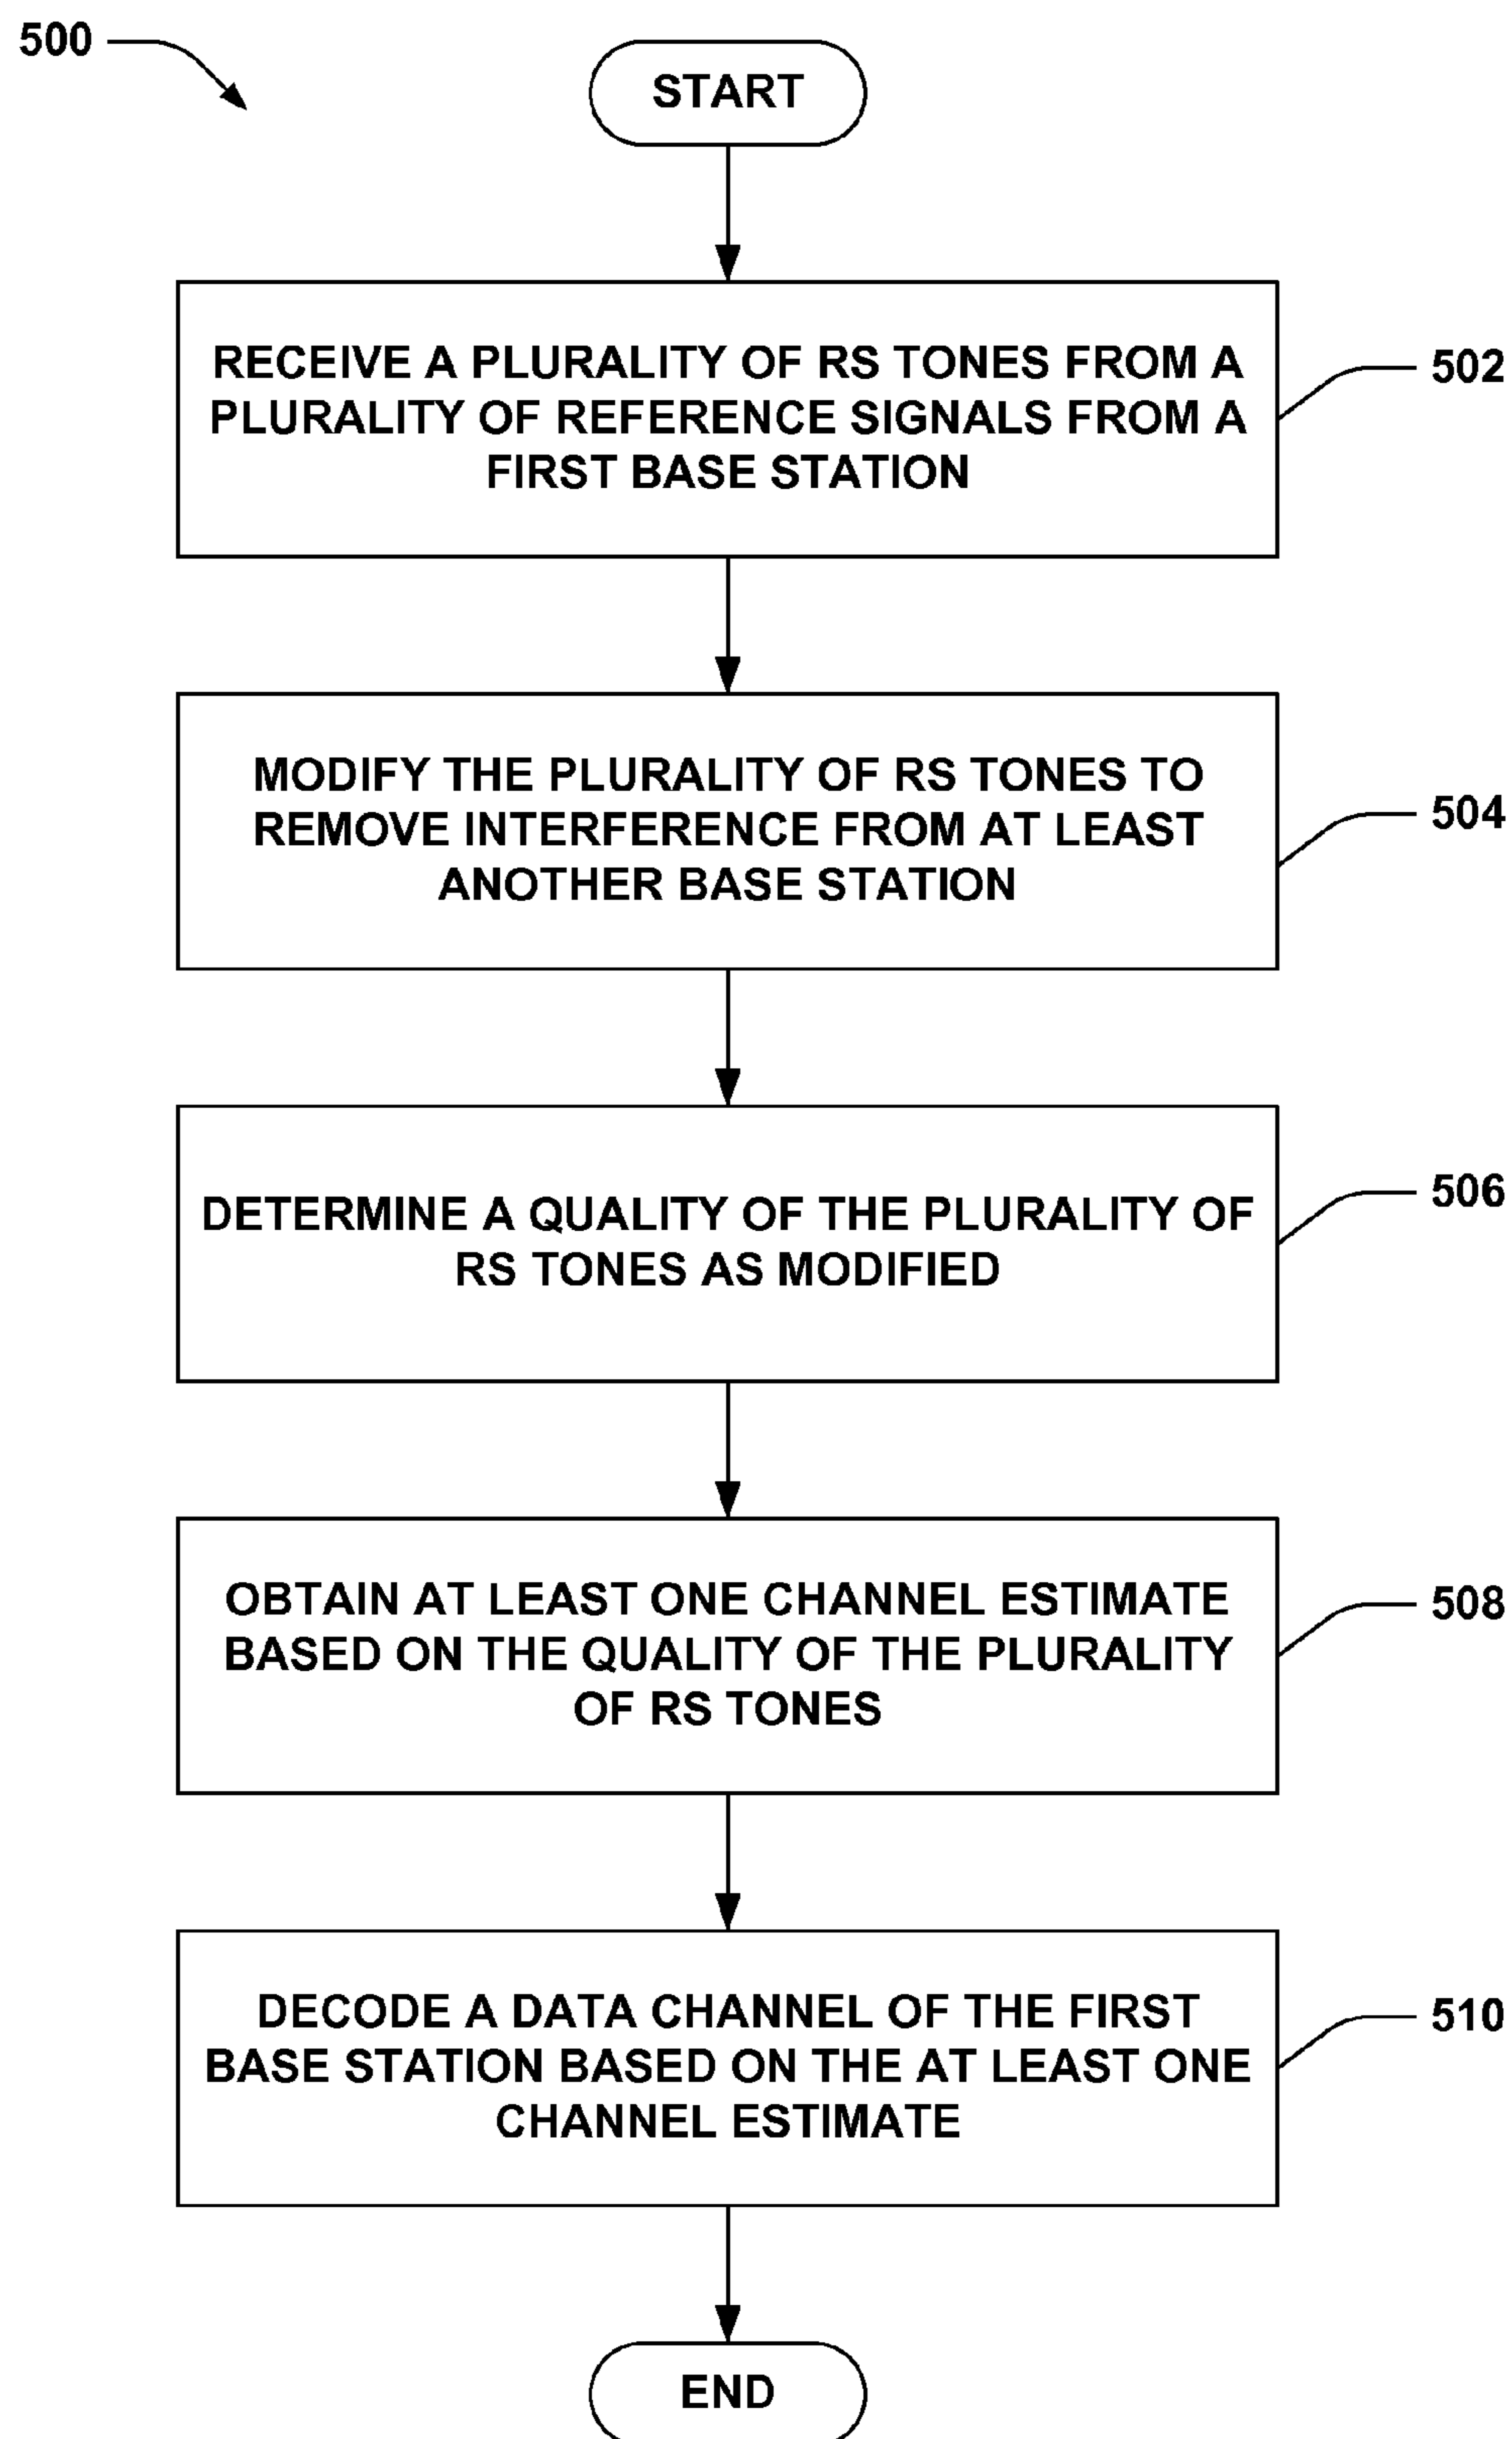 500
START
RECEIVE A PLURALITY OF RS TONES FROM A
PLURALITY OF REFERENCE SIGNALS FROM A
FIRST BASE STATION
502
MODIFY THE PLURALITY OF RS TONES TO
REMOVE INTERFERENCE FROM AT LEAST
ANOTHER BASE STATION
504
DETERMINE A QUALITY OF THE PLURALITY OF
RS TONES AS MODIFIED
506
OBTAIN AT LEAST ONE CHANNEL ESTIMATE
BASED ON THE QUALITY OF THE PLURALITY
OF RS TONES
508
DECODE A DATA CHANNEL OF THE FIRST
BASE STATION BASED ON THE AT LEAST ONE
CHANNEL ESTIMATE
510
END